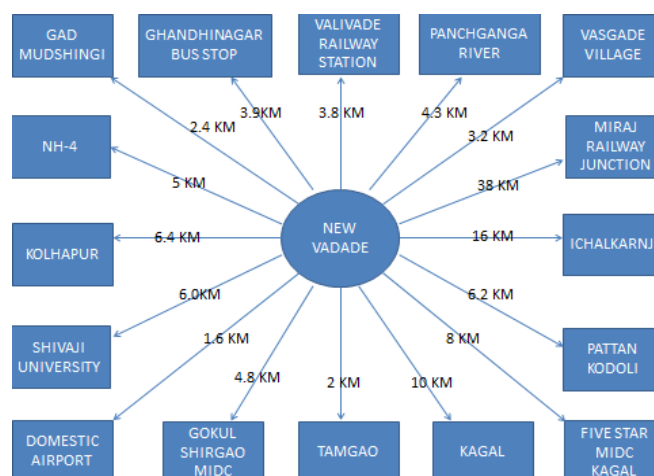 GAD
MUDSHINGI
GHANDHINAGAR
BUS STOP
VALIVADE
RAILWAY
STATION
PANCHGANGA
RIVER
VASGADE
VILLAGE
2.4 KM
3.9KM
3.8 KM
4.3 KM
3.2 KM
NH-4
5 KM
38 KM
MIRAJ
RAILWAY
JUNCTION
KOLHAPUR
6.4 KM
NEW
VADADE
16 KM
ICHALKARNJI
SHIVAJI
UNIVERSITY
6.0KM
6.2 KM
PATTAN
KODOLI
1.6 KM
4.8 KM
2 KM
10 KM
8 KM
DOMESTIC
AIRPORT
GOKUL
SHIRGAO
MIDC
TAMGAO
KAGAL
FIVE STAR
MIDC
KAGAL